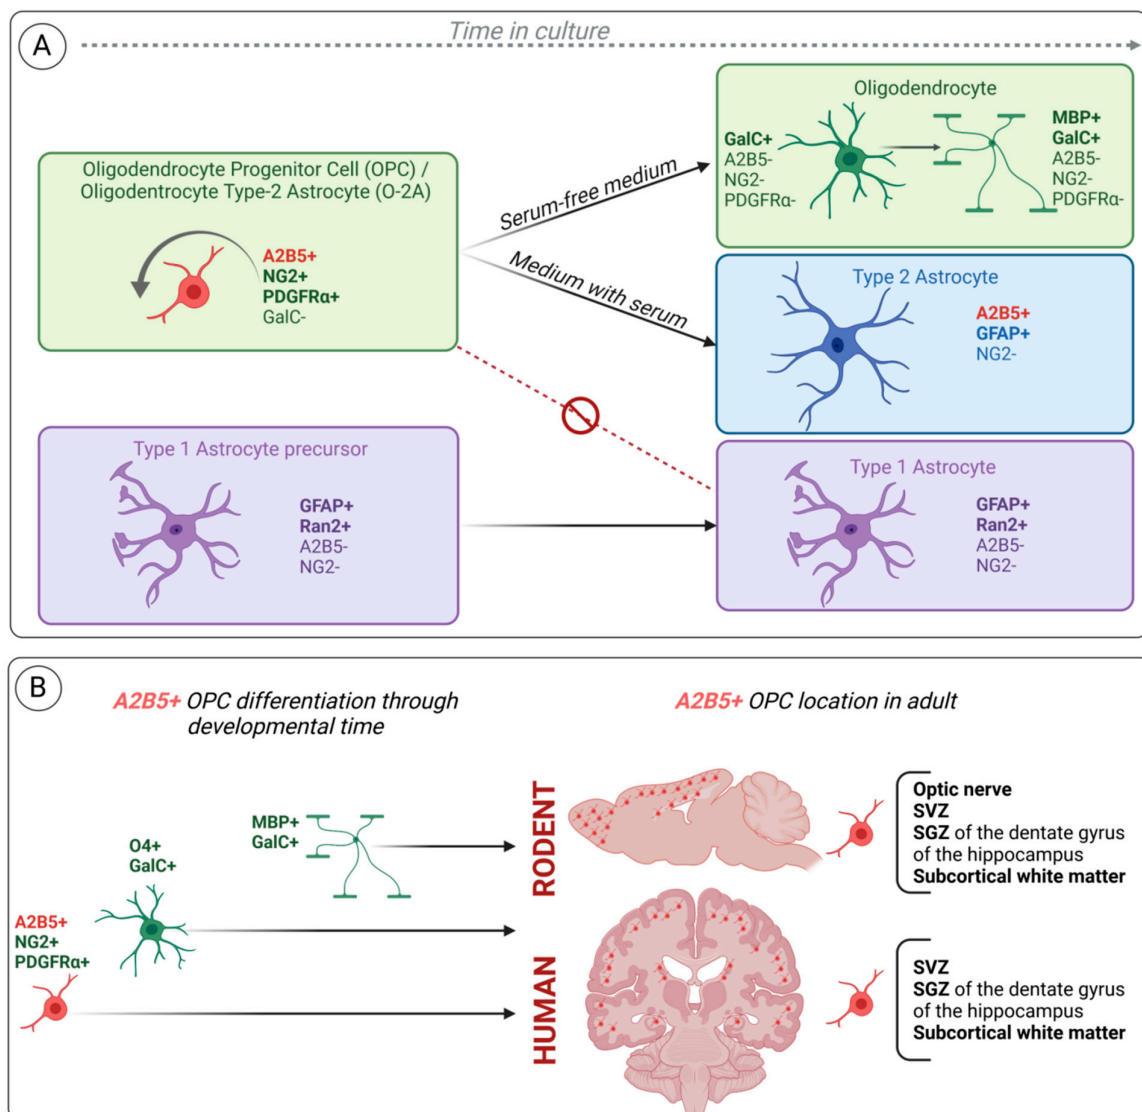 A
Time in culture
Oligodendrocyte Progenitor Cell (OPC) /
Oligodentrocyte Type-2 Astrocyte (O-2A)
A2B5+
NG2+
PDGFRα+
GalC-
Serum-free medium
Medium with serum
Oligodendrocyte
GalC+
A2B5-
NG2-
PDGFRα-
MBP+
GalC+
A2B5-
NG2-
PDGFRα-
Type 2 Astrocyte
A2B5+
GFAP+
NG2-
Type 1 Astrocyte precursor
GFAP+
Ran2+
A2B5-
NG2-
Type 1 Astrocyte
GFAP+
Ran2+
A2B5-
NG2-
B
A2B5+ OPC differentiation through
developmental time
A2B5+
NG2+
PDGFRα+
O4+
GalC+
MBP+
GalC+
A2B5+ OPC location in adult
RODENT
Optic nerve
SVZ
SGZ of the dentate gyrus
of the hippocampus
Subcortical white matter
HUMAN
SVZ
SGZ of the dentate gyrus
of the hippocampus
Subcortical white matter